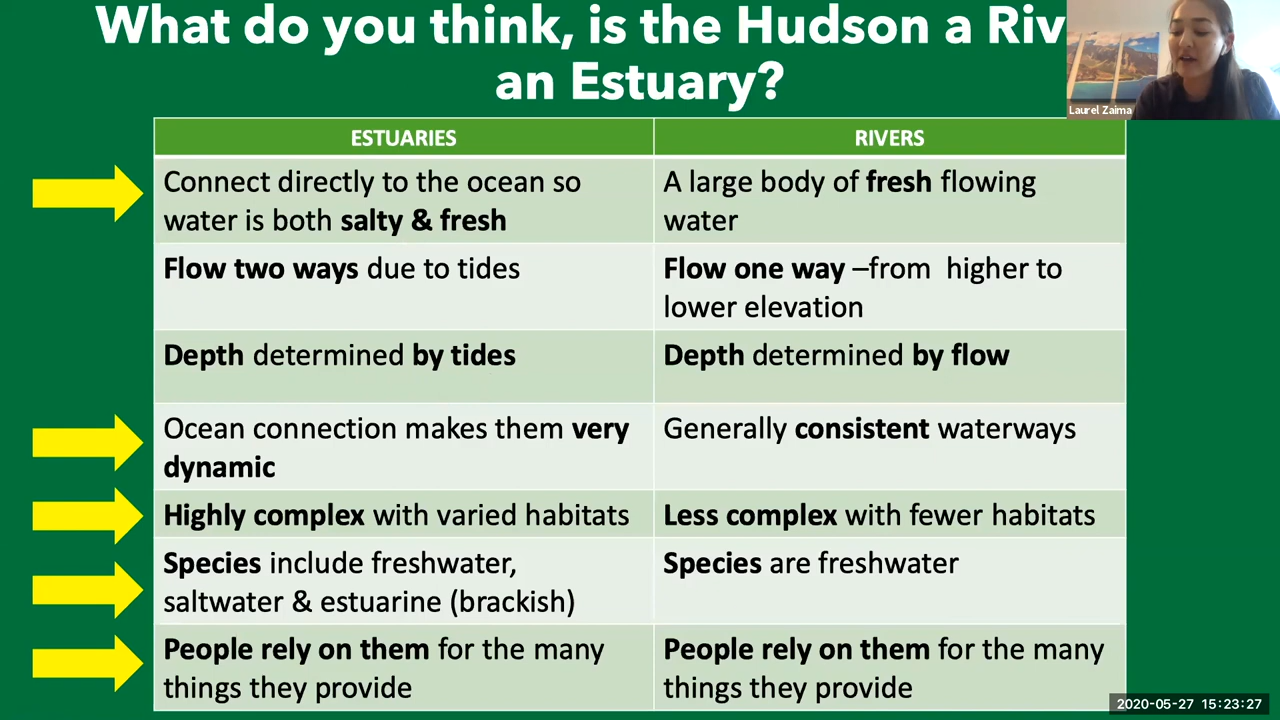 What do you think, is the Hudson a Riv
an Estuary?
Laurel Zaima
ESTUARIES
RIVERS
Connect directly to the ocean so
water is both salty & fresh
A large body of fresh flowing
water
Flow two ways due to tides
Flow one way –from higher to
lower elevation
Depth determined by tides
Depth determined by flow
Ocean connection makes them very
dynamic
Generally consistent waterways
Highly complex with varied habitats
Less complex with fewer habitats
Species include freshwater,
saltwater & estuarine (brackish)
Species are freshwater
People rely on them for the many
things they provide
People rely on them for the many
things they provide
2020-05-27 15:23:27